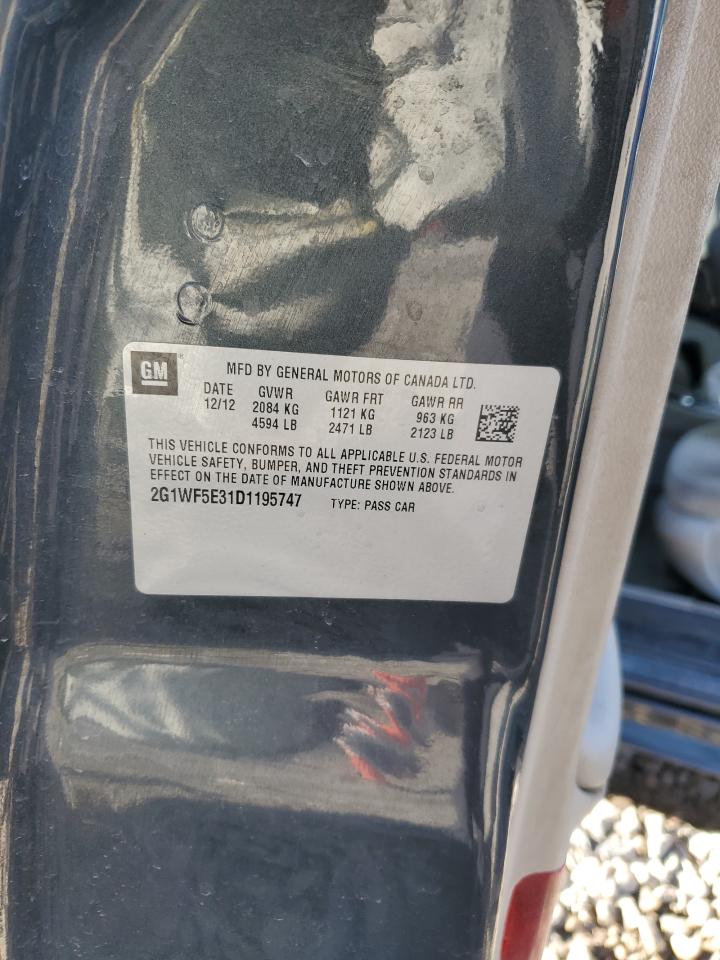 GM
MFD BY GENERAL MOTORS OF CANADA LTD.
DATE GVWR GAWR FRT GAWR RR
12/12 2084 KG 1121 KG 963 KG
4594 LB 2471 LB 2123 LB
THIS VEHICLE CONFORMS TO ALL APPLICABLE U.S. FEDERAL MOTOR
VEHICLE SAFETY, BUMPER, AND THEFT PREVENTION STANDARDS IN
EFFECT ON THE DATE OF MANUFACTURE SHOWN ABOVE.
2G1WF5E31D1195747 TYPE: PASS CAR